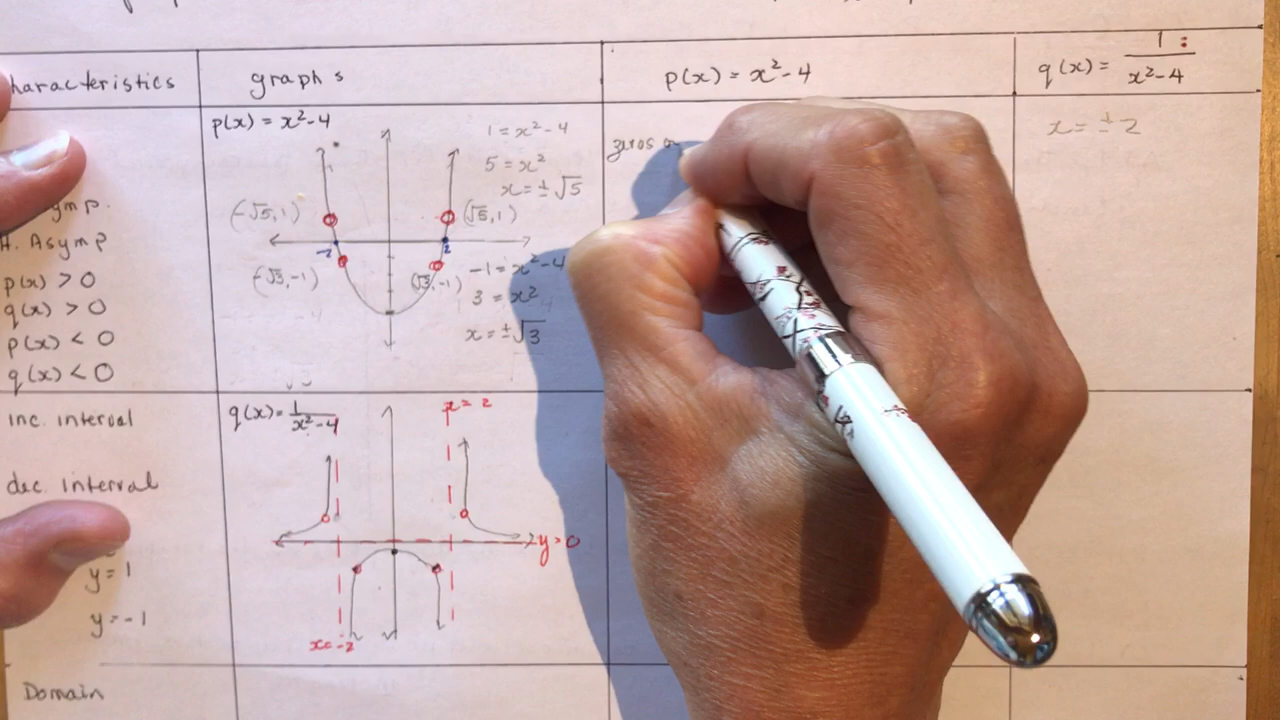 haracteristics
graphs
p(x) = x²-4
q(x) = 1/(x²-4)
ymp.
H. Asymp
p(x) > 0
q(x) > 0
p(x) < 0
q(x) < 0
p(x) = x²-4
1 = x²-4
5 = x²
x = ±√5
(-√5, 1)
(√5, 1)
-2
2
(-√3, -1)
(√3, -1)
-1 = x²-4
3 = x²
x = ±√3
zeros o
x = ±2
inc. interval
dec. interval
y = 1
y = -1
q(x) = 1/(x²-4)
x = 2
y = 0
x = -2
Domain